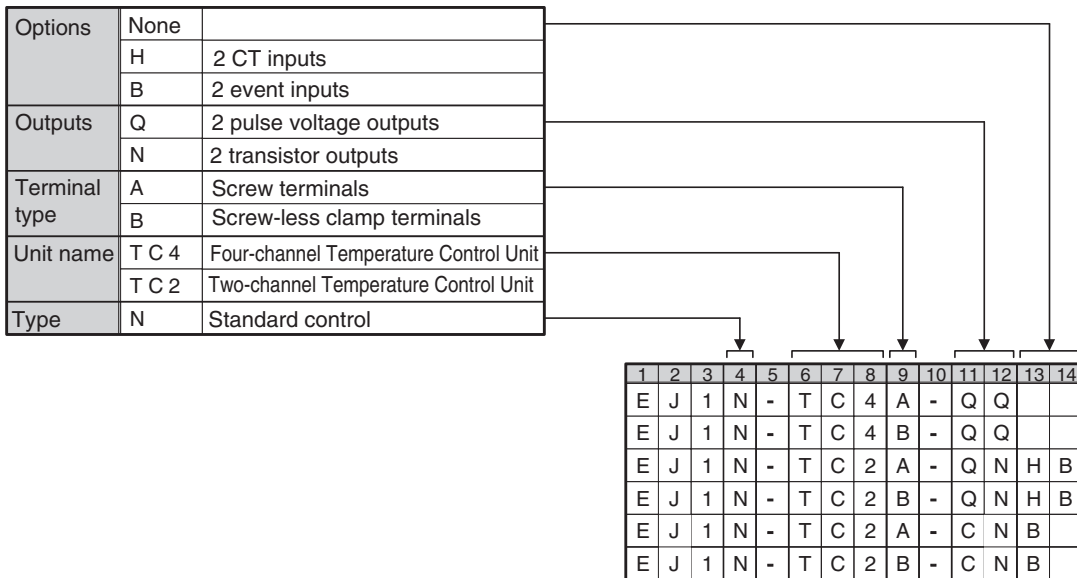 Options None
H 2 CT inputs
B 2 event inputs
Outputs Q 2 pulse voltage outputs
N 2 transistor outputs
Terminal type A Screw terminals
B Screw-less clamp terminals
Unit name T C 4 Four-channel Temperature Control Unit
T C 2 Two-channel Temperature Control Unit
Type N Standard control
1 2 3 4 5 6 7 8 9 10 11 12 13 14
E J 1 N - T C 4 A - Q Q
E J 1 N - T C 4 B - Q Q
E J 1 N - T C 2 A - Q N H B
E J 1 N - T C 2 B - Q N H B
E J 1 N - T C 2 A - C N B
E J 1 N - T C 2 B - C N B